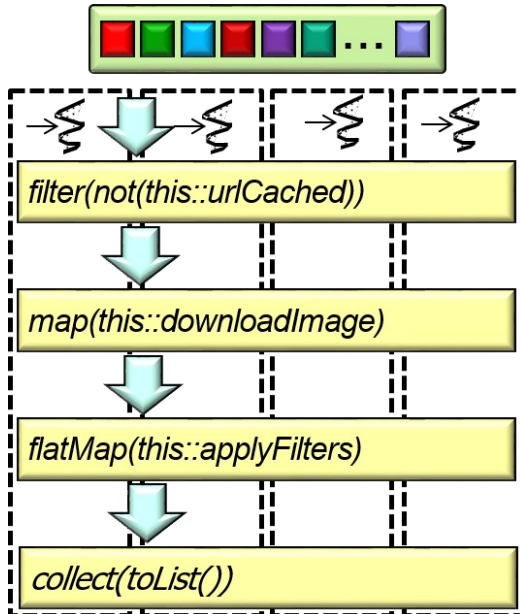 ...
filter(not(this::urlCached))
map(this::downloadImage)
flatMap(this::applyFilters)
collect(toList())